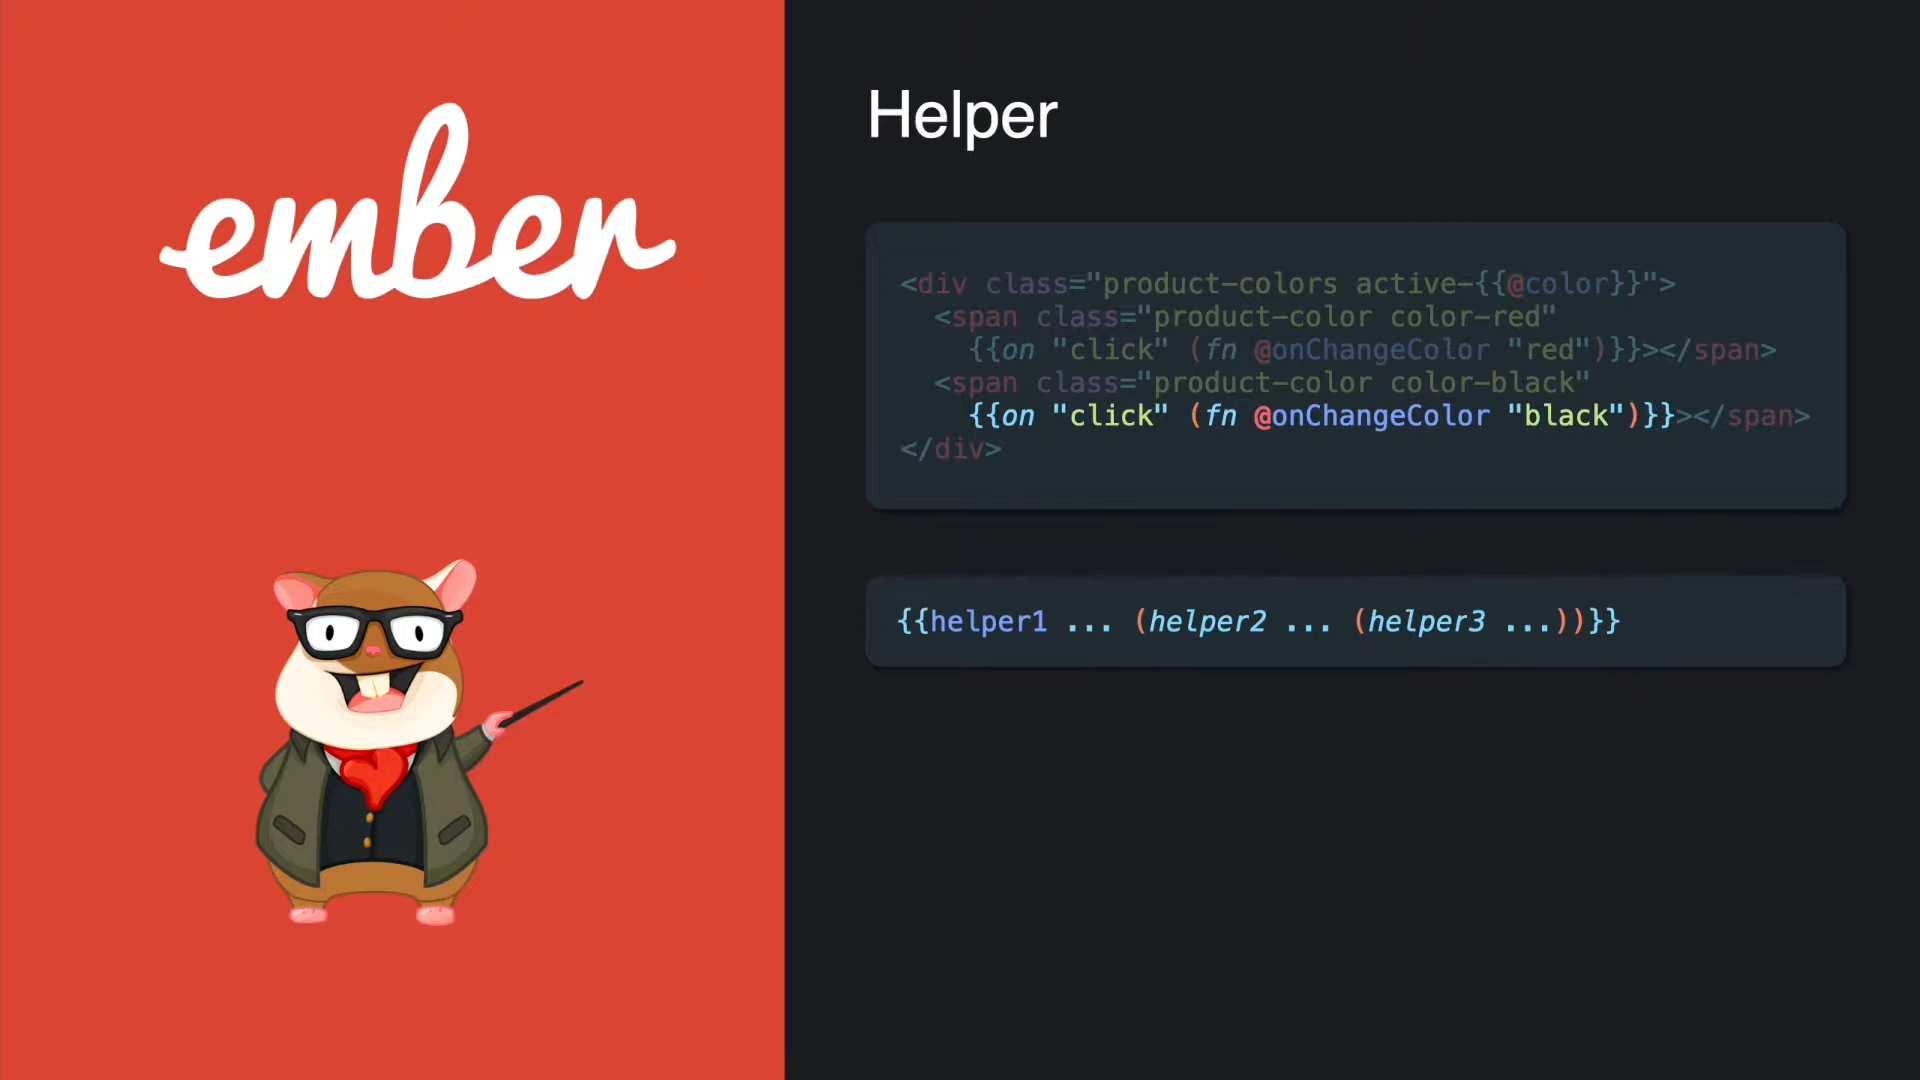 ember
Helper
<div class="product-colors active-{{@color}}">
<span class="product-color color-red"
{{on "click" (fn @onChangeColor "red")}}></span>
<span class="product-color color-black"
{{on "click" (fn @onChangeColor "black")}}></span>
</div>
{{helper1 ... (helper2 ... (helper3 ...))}}